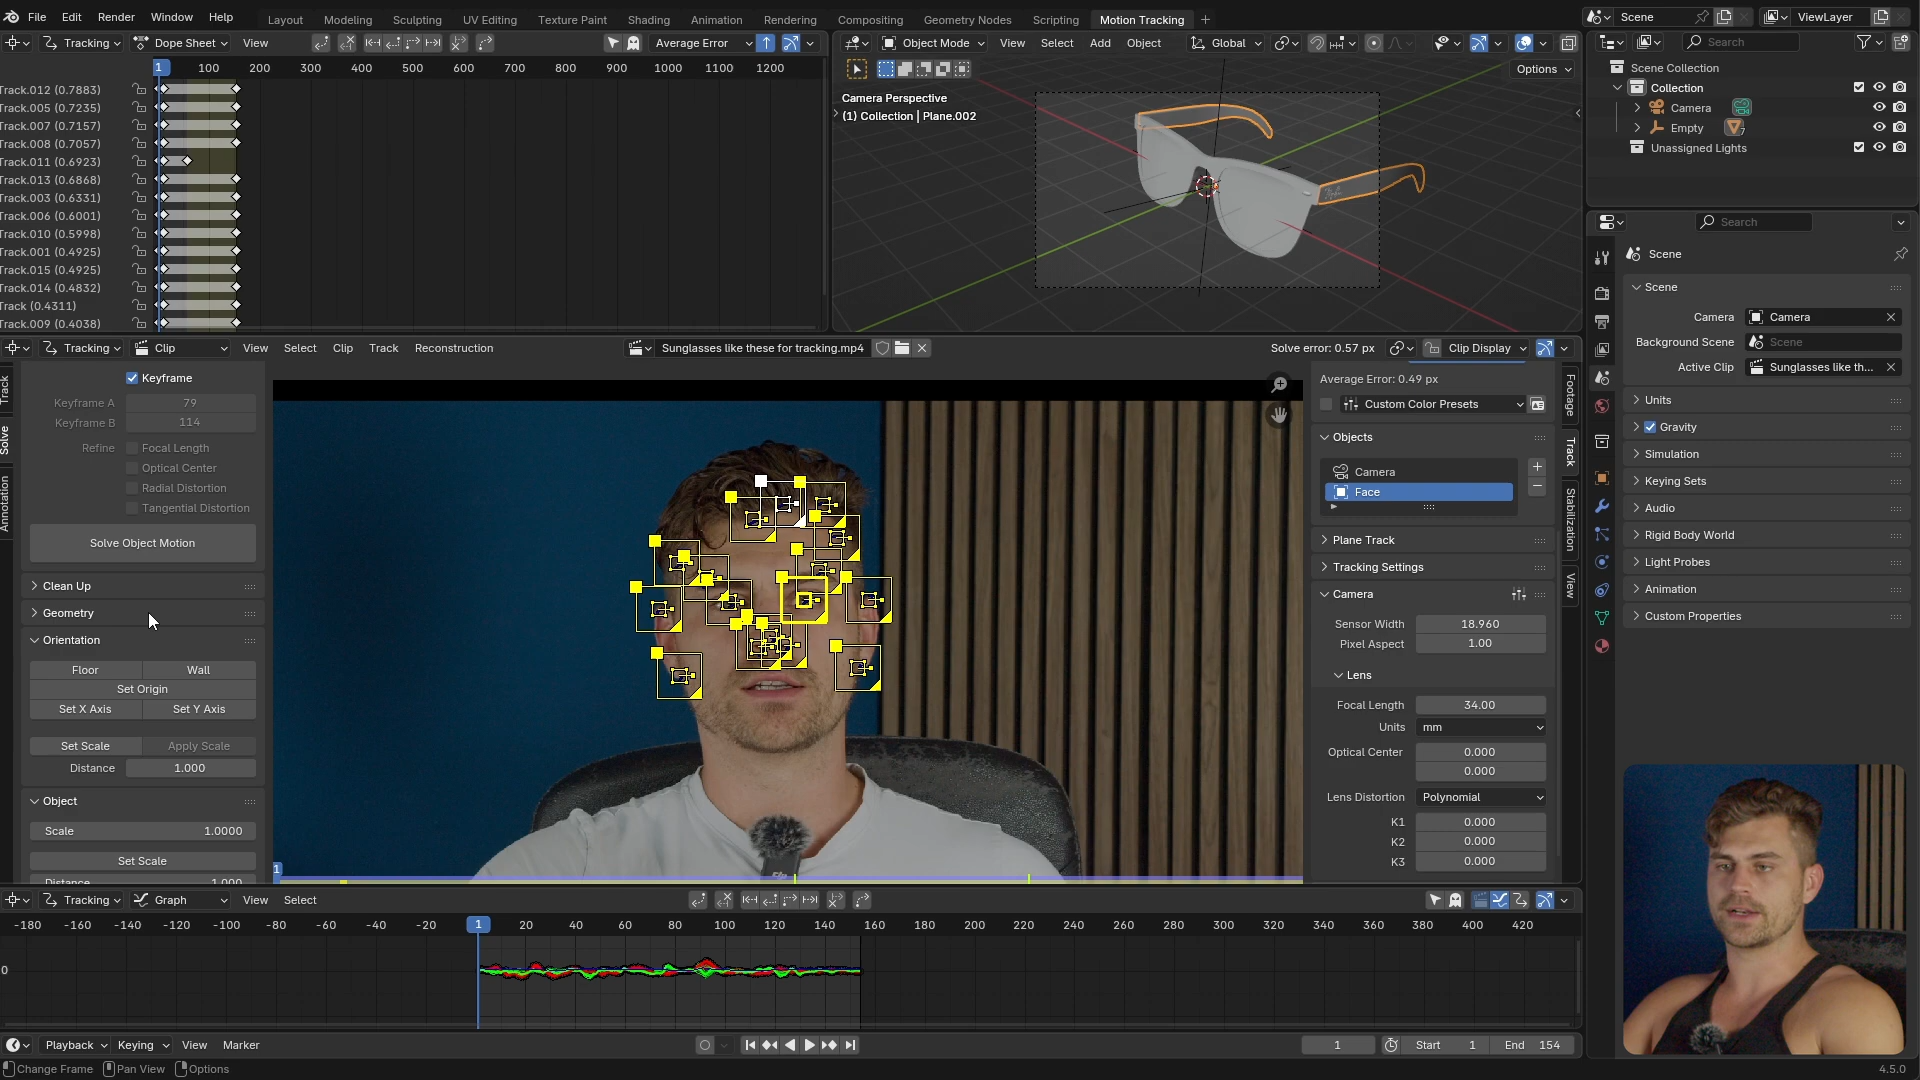 File Edit Render Window Help
Layout Modeling Sculpting UV Editing Texture Paint Shading Animation Rendering Compositing Geometry Nodes Scripting Motion Tracking +
Scene
ViewLayer
Tracking Dope Sheet View
Average Error
1 100 200 300 400 500 600 700 800 900 1000 1100 1200
Track.012 (0.7883)
Track.005 (0.7235)
Track.007 (0.7157)
Track.008 (0.7057)
Track.011 (0.6923)
Track.013 (0.6868)
Track.003 (0.6331)
Track.006 (0.6001)
Track.010 (0.5998)
Track.001 (0.4925)
Track.015 (0.4925)
Track.014 (0.4832)
Track (0.4311)
Track.009 (0.4038)
Object Mode View Select Add Object Global
Options
Camera Perspective
(1) Collection | Plane.002
Search
Scene Collection
Collection
Camera
Empty 7
Unassigned Lights
Tracking Clip View Select Clip Track Reconstruction
Sunglasses like these for tracking.mp4
Solve error: 0.57 px
Clip Display
Track
Solve
Annotation
Keyframe
Keyframe A 79
Keyframe B 114
Refine Focal Length
Optical Center
Radial Distortion
Tangential Distortion
Solve Object Motion
Clean Up
Geometry
Orientation
Floor Wall
Set Origin
Set X Axis Set Y Axis
Set Scale Apply Scale
Distance 1.000
Object
Scale 1.0000
Set Scale
Distance 1.000
1
Average Error: 0.49 px
Custom Color Presets
Objects
Camera
Face
Plane Track
Tracking Settings
Camera
Sensor Width 18.960
Pixel Aspect 1.00
Lens
Focal Length 34.00
Units mm
Optical Center 0.000
0.000
Lens Distortion Polynomial
K1 0.000
K2 0.000
K3 0.000
Footage
Track
Stabilization
View
Search
Scene
Scene
Camera Camera
Background Scene Scene
Active Clip Sunglasses like th...
Units
Gravity
Simulation
Keying Sets
Audio
Rigid Body World
Light Probes
Animation
Custom Properties
Tracking Graph View Select
-180 -160 -140 -120 -100 -80 -60 -40 -20 1 20 40 60 80 100 120 140 160 180 200 220 240 260 280 300 320 340 360 380 400 420
0
Playback Keying View Marker
1 Start 1 End 154
Change Frame Pan View Options
4.5.0